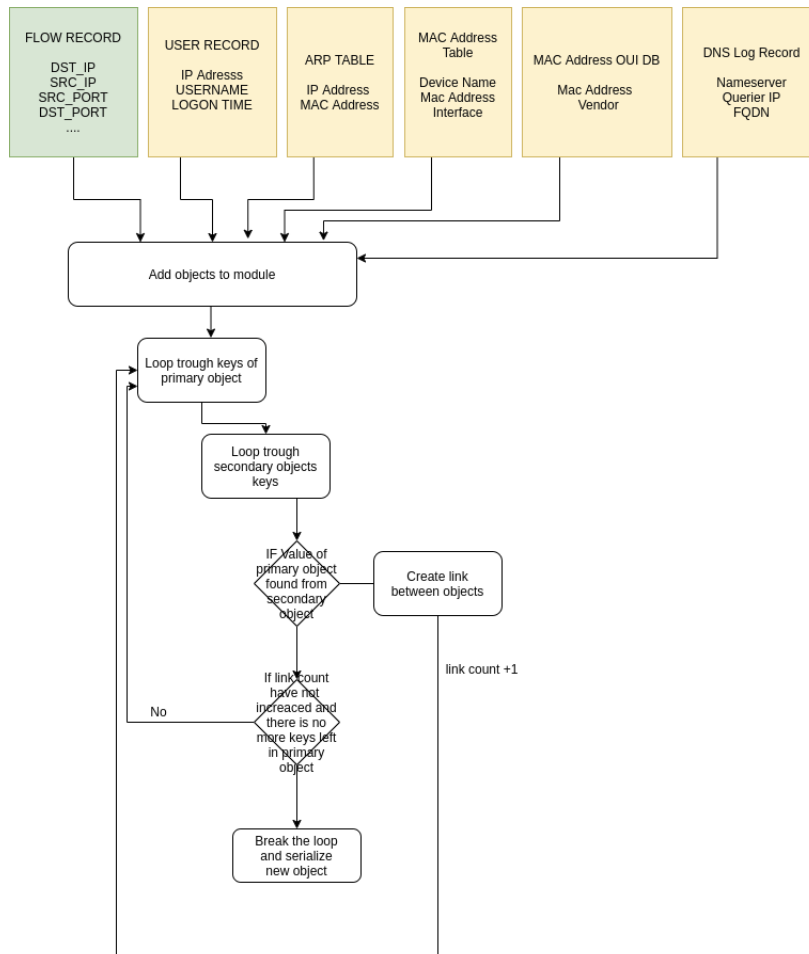 FLOW RECORD
DST_IP
SRC_IP
SRC_PORT
DST_PORT
....
USER RECORD
IP Adresss
USERNAME
LOGON TIME
ARP TABLE
IP Address
MAC Address
MAC Address
Table
Device Name
Mac Address
Interface
MAC Address OUI DB
Mac Address
Vendor
DNS Log Record
Nameserver
Querier IP
FQDN
Add objects to module
Loop trough keys of
primary object
Loop trough
secondary objects
keys
IF Value of
primary object
found from
secondary
object
Create link
between objects
link count +1
If link count
have not
increaced and
there is no
more keys left
in primary
object
No
Break the loop
and serialize
new object